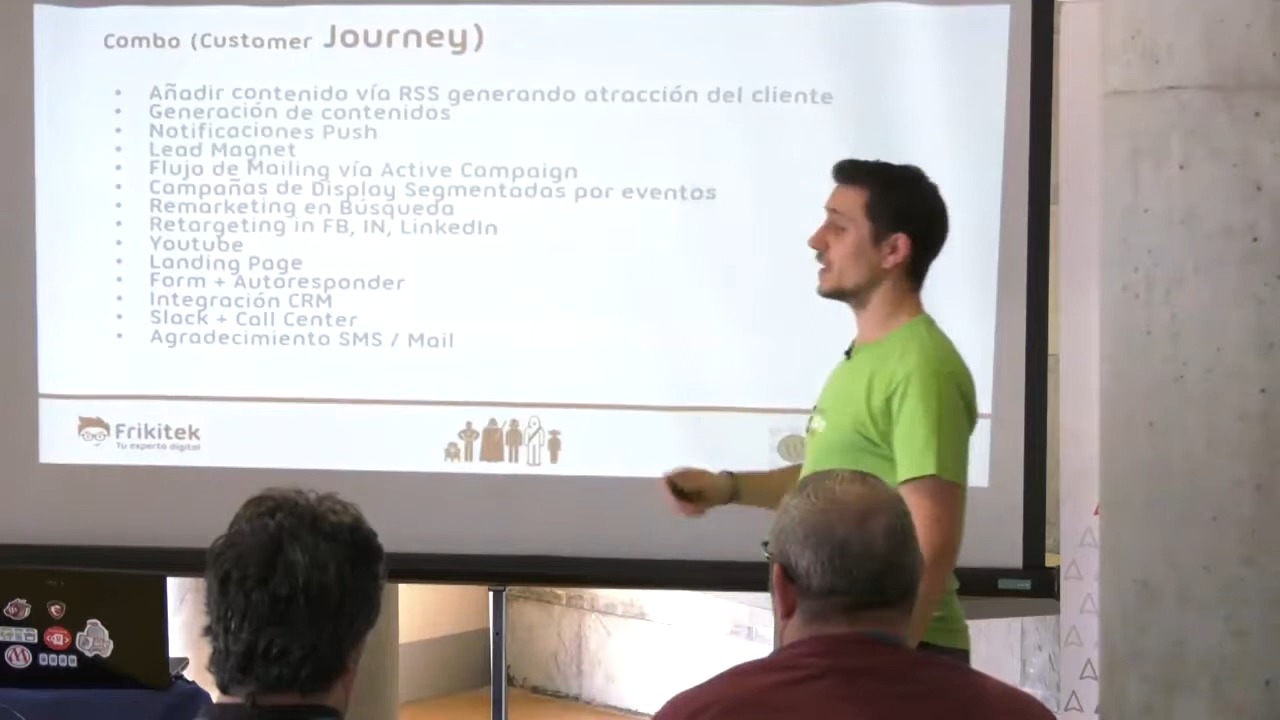 Combo (Customer Journey)
• Añadir contenido vía RSS generando atracción del cliente
• Generación de contenidos
• Notificaciones Push
• Lead Magnet
• Flujo de Mailing vía Active Campaign
• Campañas de Display Segmentadas por eventos
• Remarketing en Búsqueda
• Retargeting in FB, IN, LinkedIn
• Youtube
• Landing Page
• Form + Autoresponder
• Integración CRM
• Slack + Call Center
• Agradecimiento SMS / Mail
Frikitek
Tu experto digital